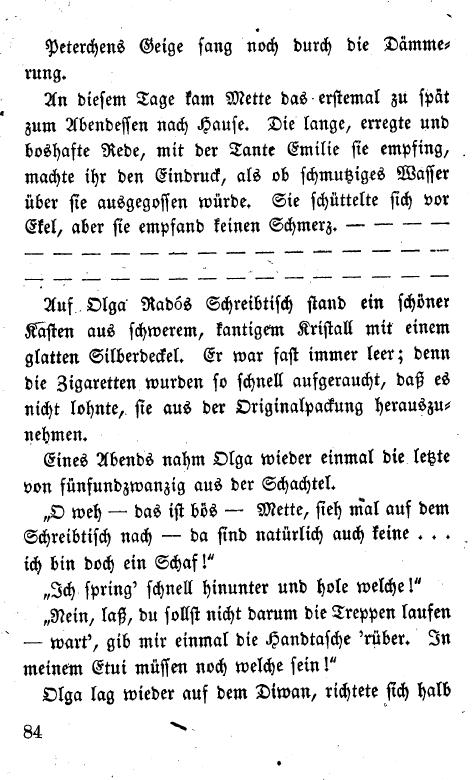 Peterchens Geige sang noch durch die Dämme-
rung.
An diesem Tage kam Mette das erstemal zu spät
zum Abendessen nach Hause. Die lange, erregte und
boshafte Rede, mit der Tante Emilie sie empfing,
machte ihr den Eindruck, als ob schmutziges Wasser
über sie ausgegossen würde. Sie schüttelte sich vor
Ekel, aber sie empfand keinen Schmerz. — — — —
— — — — — — — — — — — — — — — —
— — — — — — — — — — — — — — — —
Auf Olga Radós Schreibtisch stand ein schöner
Kasten aus schwerem, kantigem Kristall mit einem
glatten Silberdeckel. Er war fast immer leer; denn
die Zigaretten wurden so schnell aufgeraucht, daß es
nicht lohnte, sie aus der Originalpackung herauszu-
nehmen.
Eines Abends nahm Olga wieder einmal die letzte
von fünfundzwanzig aus der Schachtel.
„O weh — das ist bös — Mette, sieh mal auf dem
Schreibtisch nach — da sind natürlich auch keine . . .
ich bin doch ein Schaf!“
„Ich spring' schnell hinunter und hole welche!“
„Nein, laß, du sollst nicht darum die Treppen laufen
— wart', gib mir einmal die Handtasche 'rüber. In
meinem Etui müssen noch welche sein!“
Olga lag wieder auf dem Diwan, richtete sich halb
84